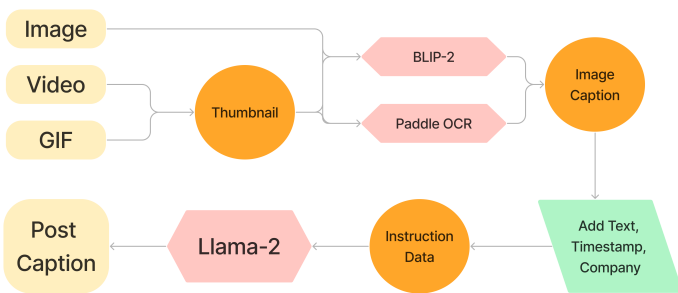 Image
Video
GIF
Thumbnail
BLIP-2
Paddle OCR
Image
Caption
Add Text,
Timestamp,
Company
Instruction
Data
Llama-2
Post
Caption